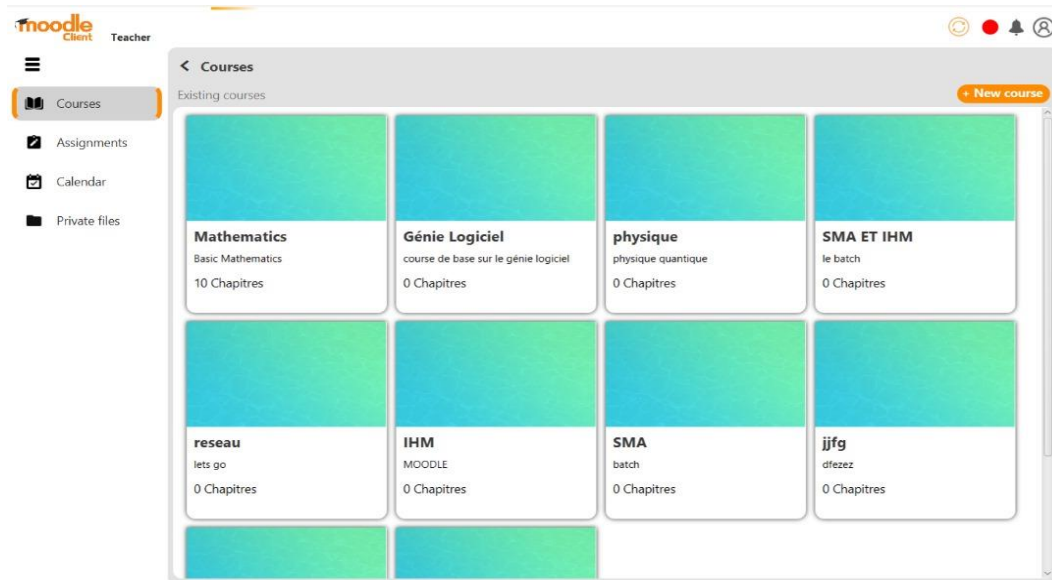 moodle
Client
Teacher
Courses
Assignments
Calendar
Private files
Courses
Existing courses
+ New course
Mathematics
Basic Mathematics
10 Chapitres
Génie Logiciel
course de base sur le génie logiciel
0 Chapitres
physique
physique quantique
0 Chapitres
SMA ET IHM
le batch
0 Chapitres
reseau
lets go
0 Chapitres
IHM
MOODLE
0 Chapitres
SMA
batch
0 Chapitres
jjfg
dfezez
0 Chapitres